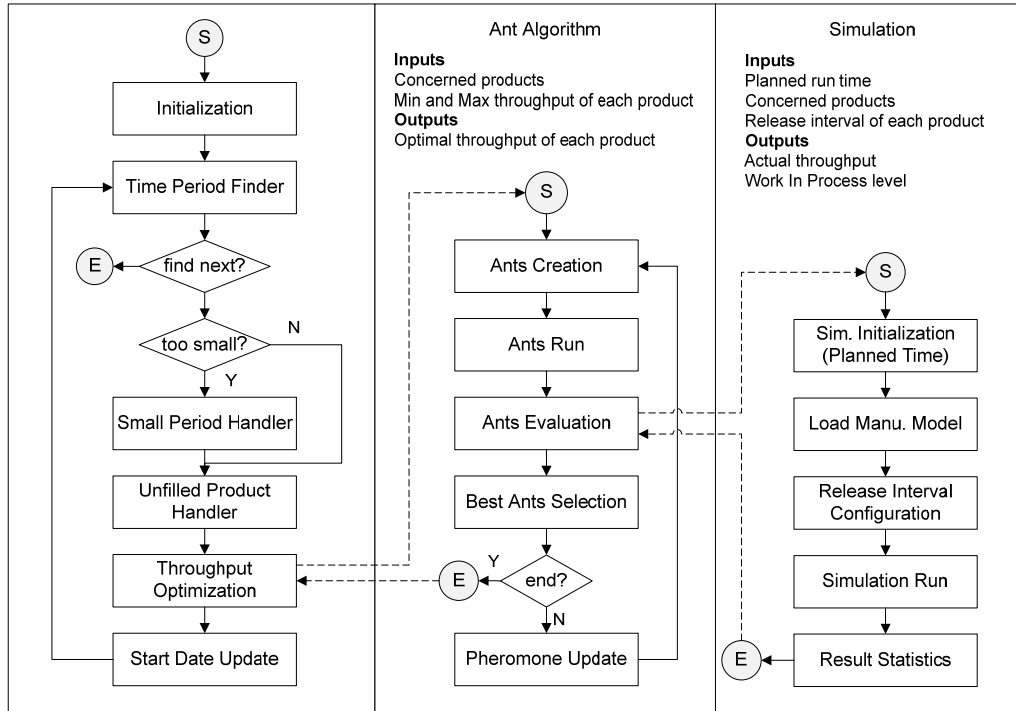 S
Initialization
Time Period Finder
find next?
E
too small?
N
Y
Small Period Handler
Unfilled Product
Handler
Throughput
Optimization
Start Date Update
Ant Algorithm
Inputs
Concerned products
Min and Max throughput of each product
Outputs
Optimal throughput of each product
S
Ants Creation
Ants Run
Ants Evaluation
Best Ants Selection
end?
Y
E
N
Pheromone Update
Simulation
Inputs
Planned run time
Concerned products
Release interval of each product
Outputs
Actual throughput
Work In Process level
S
Sim. Initialization
(Planned Time)
Load Manu. Model
Release Interval
Configuration
Simulation Run
Result Statistics
E